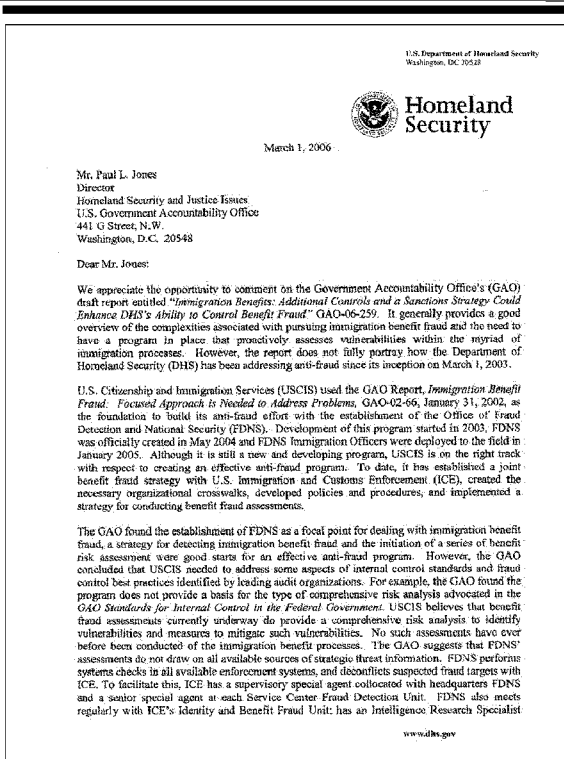 U.S. Department of Homeland Security
Washington, DC 20528
Homeland
Security
March 1, 2006
Mr. Paul L. Jones
Director
Homeland Security and Justice Issues
U.S. Government Accountability Office
441 G Street, N.W.
Washington, D.C. 20548
Dear Mr. Jones:
We appreciate the opportunity to comment on the Government Accountability Office's (GAO)
draft report entitled "Immigration Benefits: Additional Controls and a Sanctions Strategy Could
Enhance DHS's Ability to Control Benefit Fraud" GAO-06-259. It generally provides a good
overview of the complexities associated with pursuing immigration benefit fraud and the need to
have a program in place that proactively assesses vulnerabilities within the myriad of
immigration processes. However, the report does not fully portray how the Department of
Homeland Security (DHS) has been addressing anti-fraud since its inception on March 1, 2003.
U.S. Citizenship and Immigration Services (USCIS) used the GAO Report, Immigration Benefit
Fraud: Focused Approach is Needed to Address Problems, GAO-02-66, January 31, 2002, as
the foundation to build its anti-fraud effort with the establishment of the Office of Fraud
Detection and National Security (FDNS). Development of this program started in 2003, FDNS
was officially created in May 2004 and FDNS Immigration Officers were deployed to the field in
January 2005. Although it is still a new and developing program, USCIS is on the right track
with respect to creating an effective anti-fraud program. To date, it has established a joint
benefit fraud strategy with U.S. Immigration and Customs Enforcement (ICE), created the
necessary organizational crosswalks, developed policies and procedures, and implemented a
strategy for conducting benefit fraud assessments.
The GAO found the establishment of FDNS as a focal point for dealing with immigration benefit
fraud, a strategy for detecting immigration benefit fraud and the initiation of a series of benefit
risk assessment were good starts for an effective anti-fraud program. However, the GAO
concluded that USCIS needed to address some aspects of internal control standards and fraud
control best practices identified by leading audit organizations. For example, the GAO found the
program does not provide a basis for the type of comprehensive risk analysis advocated in the
GAO Standards for Internal Control in the Federal Government. USCIS believes that benefit
fraud assessments currently underway do provide a comprehensive risk analysis to identify
vulnerabilities and measures to mitigate such vulnerabilities. No such assessments have ever
before been conducted of the immigration benefit processes. The GAO suggests that FDNS'
assessments do not draw on all available sources of strategic threat information. FDNS performs
systems checks in all available enforcement systems, and deconflicts suspected fraud targets with
ICE. To facilitate this, ICE has a supervisory special agent collocated with headquarters FDNS
and a senior special agent at each Service Center Fraud Detection Unit. FDNS also meets
regularly with ICE's Identity and Benefit Fraud Unit; has an Intelligence Research Specialist
www.dhs.gov